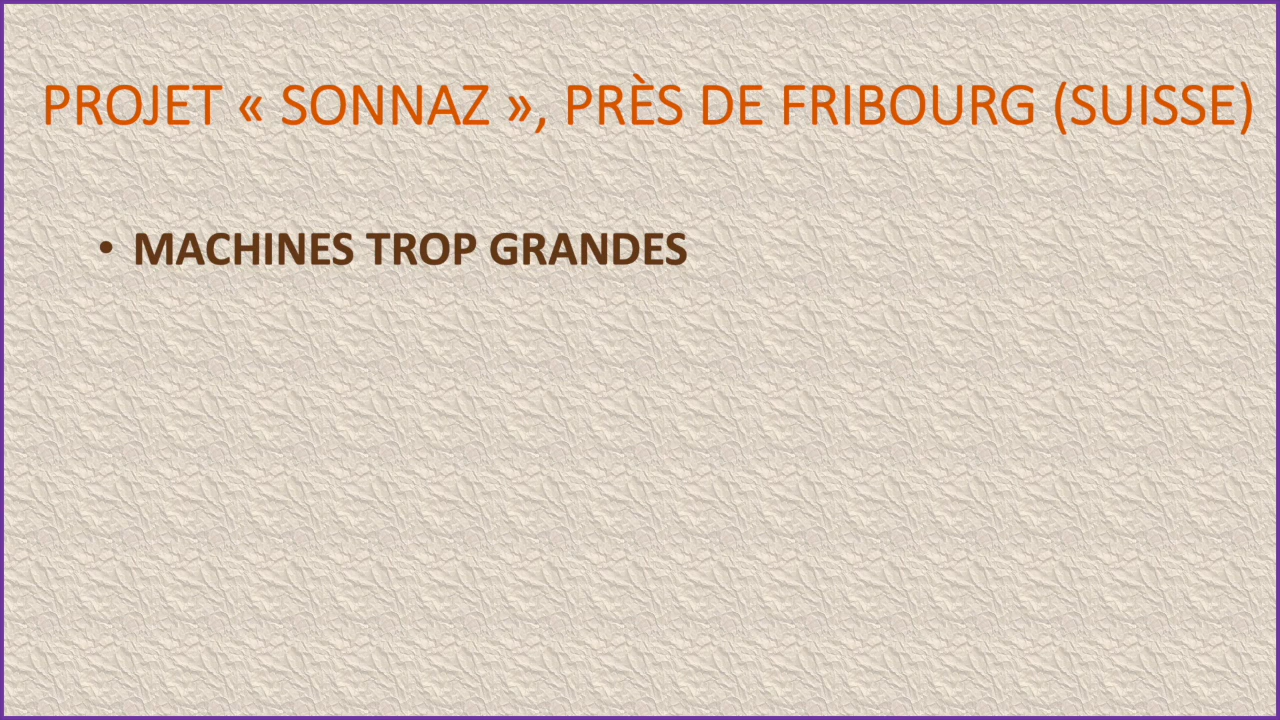 PROJET « SONNAZ », PRÈS DE FRIBOURG (SUISSE)
• MACHINES TROP GRANDES